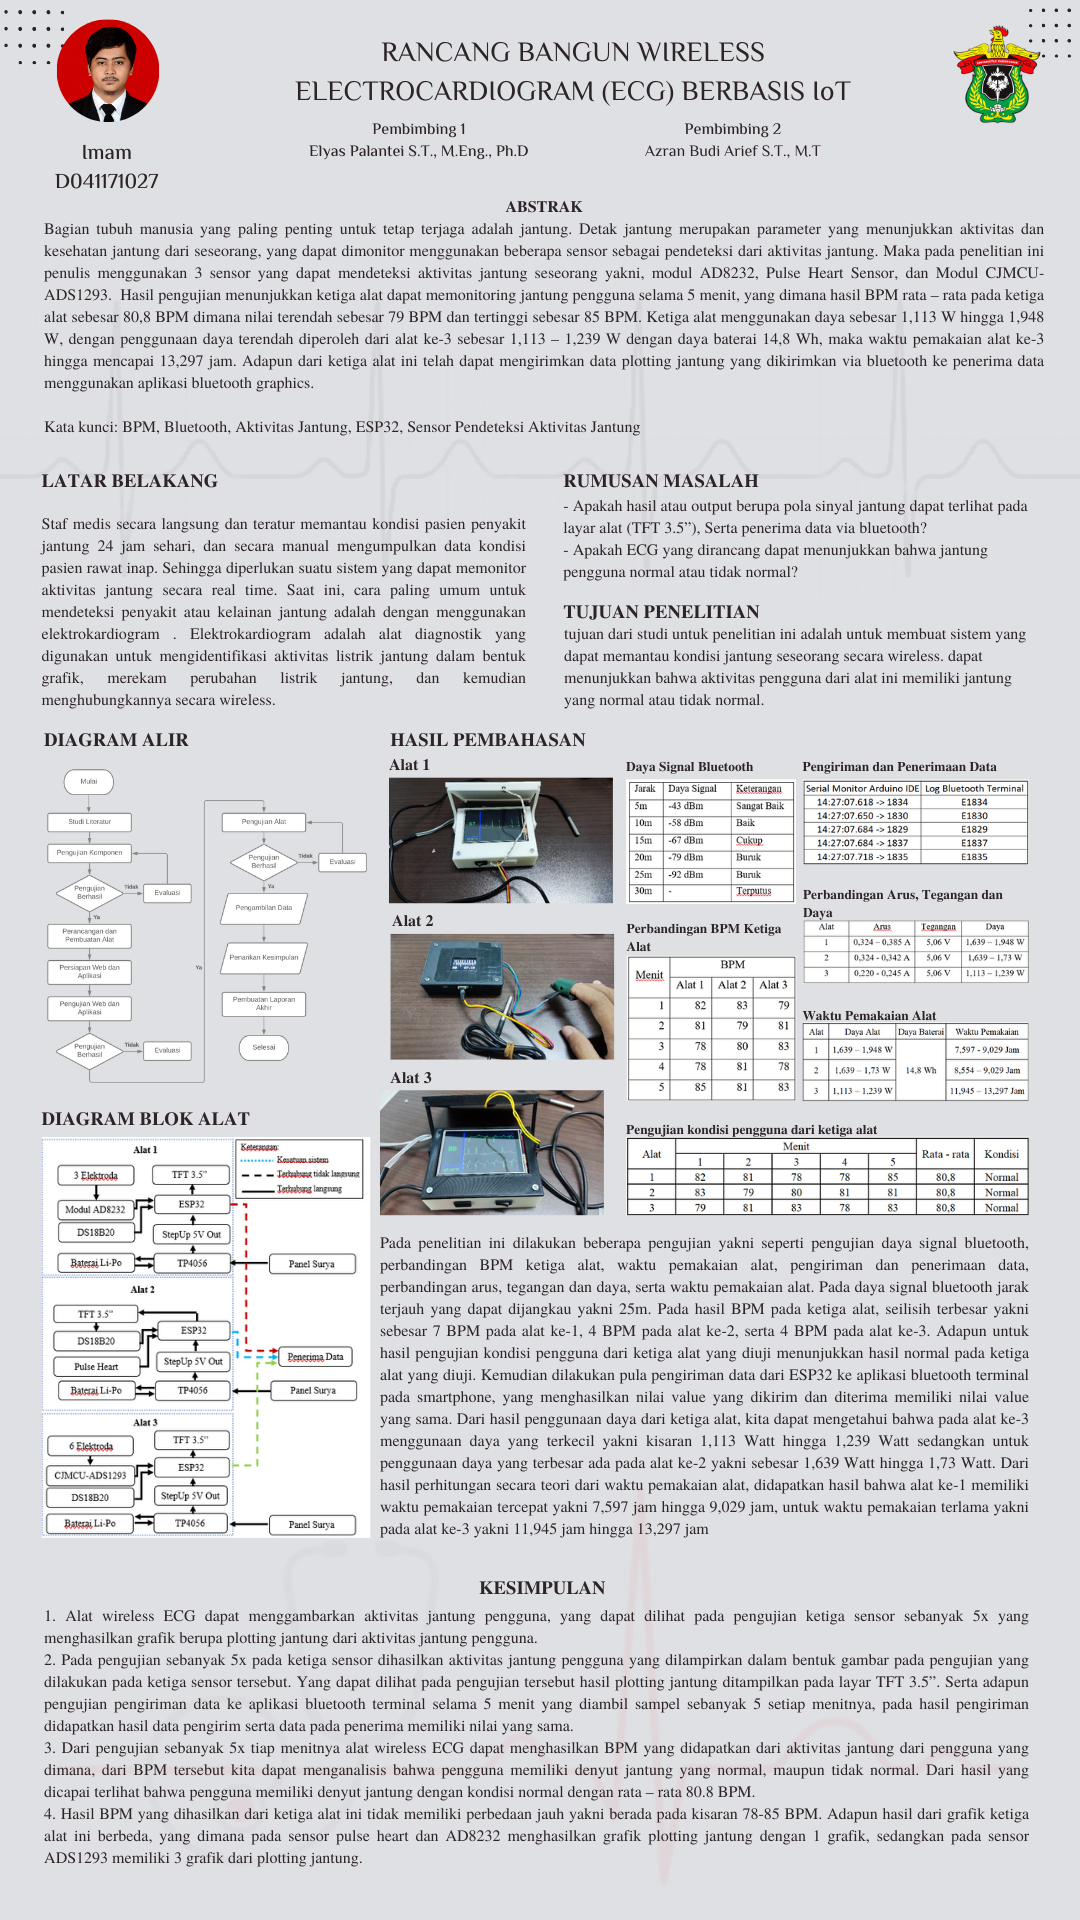 RANCANG BANGUN WIRELESS
ELECTROCARDIOGRAM (ECG) BERBASIS IoT
Pembimbing 1
Elyas Palantei S.T., M.Eng., Ph.D
Pembimbing 2
Azran Budi Arief S.T., M.T
Imam
D041171027
ABSTRAK
Bagian tubuh manusia yang paling penting untuk tetap terjaga adalah jantung. Detak jantung merupakan parameter yang menunjukkan aktivitas dan
kesehatan jantung dari seseorang, yang dapat dimonitor menggunakan beberapa sensor sebagai pendeteksi dari aktivitas jantung. Maka pada penelitian ini
penulis menggunakan 3 sensor yang dapat mendeteksi aktivitas jantung seseorang yakni, modul AD8232, Pulse Heart Sensor, dan Modul CJMCU-
ADS1293. Hasil pengujian menunjukkan ketiga alat dapat memonitoring jantung pengguna selama 5 menit, yang dimana hasil BPM rata – rata pada ketiga
alat sebesar 80,8 BPM dimana nilai terendah sebesar 79 BPM dan tertinggi sebesar 85 BPM. Ketiga alat menggunakan daya sebesar 1,113 W hingga 1,948
W, dengan penggunaan daya terendah diperoleh dari alat ke-3 sebesar 1,113 – 1,239 W dengan daya baterai 14,8 Wh, maka waktu pemakaian alat ke-3
hingga mencapai 13,297 jam. Adapun dari ketiga alat ini telah dapat mengirimkan data plotting jantung yang dikirimkan via bluetooth ke penerima data
menggunakan aplikasi bluetooth graphics.
Kata kunci: BPM, Bluetooth, Aktivitas Jantung, ESP32, Sensor Pendeteksi Aktivitas Jantung
LATAR BELAKANG
Staf medis secara langsung dan teratur memantau kondisi pasien penyakit
jantung 24 jam sehari, dan secara manual mengumpulkan data kondisi
pasien rawat inap. Sehingga diperlukan suatu sistem yang dapat memonitor
aktivitas jantung secara real time. Saat ini, cara paling umum untuk
mendeteksi penyakit atau kelainan jantung adalah dengan menggunakan
elektrokardiogram . Elektrokardiogram adalah alat diagnostik yang
digunakan untuk mengidentifikasi aktivitas listrik jantung dalam bentuk
grafik, merekam perubahan listrik jantung, dan kemudian
menghubungkannya secara wireless.
RUMUSAN MASALAH
- Apakah hasil atau output berupa pola sinyal jantung dapat terlihat pada
layar alat (TFT 3.5”), Serta penerima data via bluetooth?
- Apakah ECG yang dirancang dapat menunjukkan bahwa jantung
pengguna normal atau tidak normal?
TUJUAN PENELITIAN
tujuan dari studi untuk penelitian ini adalah untuk membuat sistem yang
dapat memantau kondisi jantung seseorang secara wireless. dapat
menunjukkan bahwa aktivitas pengguna dari alat ini memiliki jantung
yang normal atau tidak normal.
DIAGRAM ALIR
Mulai
Studi Literatur
Pengujian Komponen
Pengujian
Berhasil
Tidak
Evaluasi
Ya
Perancangan dan
Pembuatan Alat
Persiapan Web dan
Aplikasi
Pengujian Web dan
Aplikasi
Pengujian
Berhasil
Tidak
Evaluasi
Ya
Pengujian Alat
Pengujian
Berhasil
Tidak
Evaluasi
Ya
Pengambilan Data
Penarikan Kesimpulan
Pembuatan Laporan
Akhir
Selesai
DIAGRAM BLOK ALAT
Alat 1
Keterangan:
Kesatuan sistem
Terhubung tidak langsung
Terhubung langsung
3 Elektroda
TFT 3.5”
Modul AD8232
ESP32
DS18B20
StepUp 5V Out
Baterai Li-Po
TP4056
Panel Surya
Alat 2
TFT 3.5”
ESP32
DS18B20
Pulse Heart
StepUp 5V Out
Penerima Data
Baterai Li-Po
TP4056
Panel Surya
Alat 3
6 Elektroda
TFT 3.5”
CJMCU-ADS1293
ESP32
DS18B20
StepUp 5V Out
Baterai Li-Po
TP4056
Panel Surya
HASIL PEMBAHASAN
Alat 1
Alat 2
Alat 3
Daya Signal Bluetooth
Jarak Daya Signal Keterangan
5m -43 dBm Sangat Baik
10m -58 dBm Baik
15m -67 dBm Cukup
20m -79 dBm Buruk
25m -92 dBm Buruk
30m - Terputus
Perbandingan BPM Ketiga
Alat
Menit BPM
Alat 1 Alat 2 Alat 3
1 82 83 79
2 81 79 81
3 78 80 83
4 78 81 78
5 85 81 83
Pengiriman dan Penerimaan Data
Serial Monitor Arduino IDE Log Bluetooth Terminal
14:27:07.618 -> 1834 E1834
14:27:07.650 -> 1830 E1830
14:27:07.684 -> 1829 E1829
14:27:07.684 -> 1837 E1837
14:27:07.718 -> 1835 E1835
Perbandingan Arus, Tegangan dan
Daya
Alat Arus Tegangan Daya
1 0,324 – 0,385 A 5,06 V 1,639 – 1,948 W
2 0,324 - 0,342 A 5,06 V 1,639 – 1,73 W
3 0,220 - 0,245 A 5,06 V 1,113 – 1,239 W
Waktu Pemakaian Alat
Alat Daya Alat Daya Baterai Waktu Pemakaian
1 1,639 – 1,948 W 7,597 - 9,029 Jam
2 1,639 – 1,73 W 14,8 Wh 8,554 – 9,029 Jam
3 1,113 – 1,239 W 11,945 – 13,297 Jam
Pengujian kondisi pengguna dari ketiga alat
Alat Menit Rata - rata Kondisi
1 2 3 4 5
1 82 81 78 78 85 80,8 Normal
2 83 79 80 81 81 80,8 Normal
3 79 81 83 78 83 80,8 Normal
Pada penelitian ini dilakukan beberapa pengujian yakni seperti pengujian daya signal bluetooth,
perbandingan BPM ketiga alat, waktu pemakaian alat, pengiriman dan penerimaan data,
perbandingan arus, tegangan dan daya, serta waktu pemakaian alat. Pada daya signal bluetooth jarak
terjauh yang dapat dijangkau yakni 25m. Pada hasil BPM pada ketiga alat, seilisih terbesar yakni
sebesar 7 BPM pada alat ke-1, 4 BPM pada alat ke-2, serta 4 BPM pada alat ke-3. Adapun untuk
hasil pengujian kondisi pengguna dari ketiga alat yang diuji menunjukkan hasil normal pada ketiga
alat yang diuji. Kemudian dilakukan pula pengiriman data dari ESP32 ke aplikasi bluetooth terminal
pada smartphone, yang menghasilkan nilai value yang dikirim dan diterima memiliki nilai value
yang sama. Dari hasil penggunaan daya dari ketiga alat, kita dapat mengetahui bahwa pada alat ke-3
menggunaan daya yang terkecil yakni kisaran 1,113 Watt hingga 1,239 Watt sedangkan untuk
penggunaan daya yang terbesar ada pada alat ke-2 yakni sebesar 1,639 Watt hingga 1,73 Watt. Dari
hasil perhitungan secara teori dari waktu pemakaian alat, didapatkan hasil bahwa alat ke-1 memiliki
waktu pemakaian tercepat yakni 7,597 jam hingga 9,029 jam, untuk waktu pemakaian terlama yakni
pada alat ke-3 yakni 11,945 jam hingga 13,297 jam
KESIMPULAN
1. Alat wireless ECG dapat menggambarkan aktivitas jantung pengguna, yang dapat dilihat pada pengujian ketiga sensor sebanyak 5x yang
menghasilkan grafik berupa plotting jantung dari aktivitas jantung pengguna.
2. Pada pengujian sebanyak 5x pada ketiga sensor dihasilkan aktivitas jantung pengguna yang dilampirkan dalam bentuk gambar pada pengujian yang
dilakukan pada ketiga sensor tersebut. Yang dapat dilihat pada pengujian tersebut hasil plotting jantung ditampilkan pada layar TFT 3.5”. Serta adapun
pengujian pengiriman data ke aplikasi bluetooth terminal selama 5 menit yang diambil sampel sebanyak 5 setiap menitnya, pada hasil pengiriman
didapatkan hasil data pengirim serta data pada penerima memiliki nilai yang sama.
3. Dari pengujian sebanyak 5x tiap menitnya alat wireless ECG dapat menghasilkan BPM yang didapatkan dari aktivitas jantung dari pengguna yang
dimana, dari BPM tersebut kita dapat menganalisis bahwa pengguna memiliki denyut jantung yang normal, maupun tidak normal. Dari hasil yang
dicapai terlihat bahwa pengguna memiliki denyut jantung dengan kondisi normal dengan rata – rata 80.8 BPM.
4. Hasil BPM yang dihasilkan dari ketiga alat ini tidak memiliki perbedaan jauh yakni berada pada kisaran 78-85 BPM. Adapun hasil dari grafik ketiga
alat ini berbeda, yang dimana pada sensor pulse heart dan AD8232 menghasilkan grafik plotting jantung dengan 1 grafik, sedangkan pada sensor
ADS1293 memiliki 3 grafik dari plotting jantung.